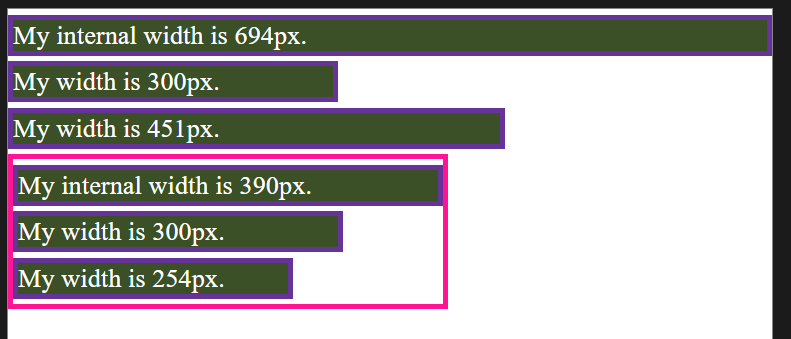 My internal width is 694px.
My width is 300px.
My width is 451px.
My internal width is 390px.
My width is 300px.
My width is 254px.